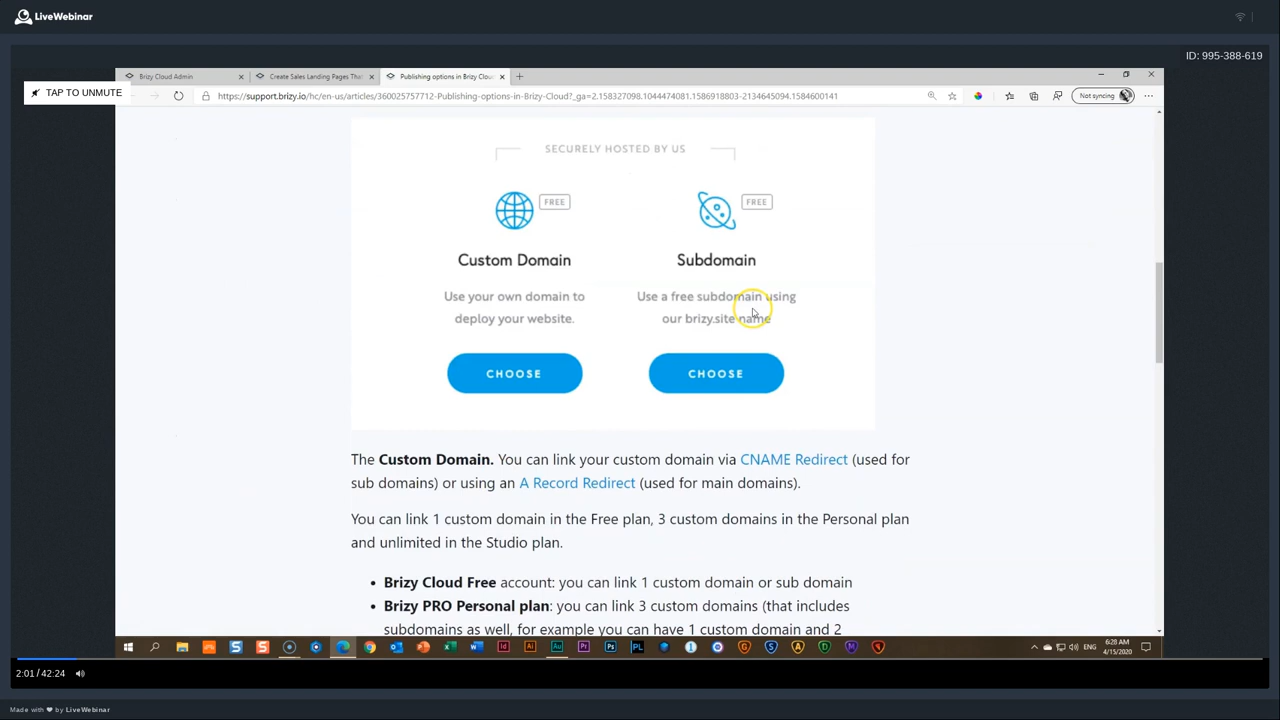 LiveWebinar
ID: 995-388-619
Brizy Cloud Admin
Create Sales Landing Pages That
Publishing options in Brizy Cloud
TAP TO UNMUTE
https://support.brizy.io/hc/en-us/articles/360025757712-Publishing-options-in-Brizy-Cloud?_ga=2.158327098.1044474081.1586918803-2134645094.1584600141
Not syncing
SECURELY HOSTED BY US
FREE
FREE
Custom Domain
Subdomain
Use your own domain to
deploy your website.
Use a free subdomain using
our brizy.site name
CHOOSE
CHOOSE
The Custom Domain. You can link your custom domain via CNAME Redirect (used for
sub domains) or using an A Record Redirect (used for main domains).
You can link 1 custom domain in the Free plan, 3 custom domains in the Personal plan
and unlimited in the Studio plan.
• Brizy Cloud Free account: you can link 1 custom domain or sub domain
• Brizy PRO Personal plan: you can link 3 custom domains (that includes
subdomains as well, for example you can have 1 custom domain and 2
ENG
6:28 AM
4/15/2020
2:01 / 42:24
Made with ❤ by LiveWebinar